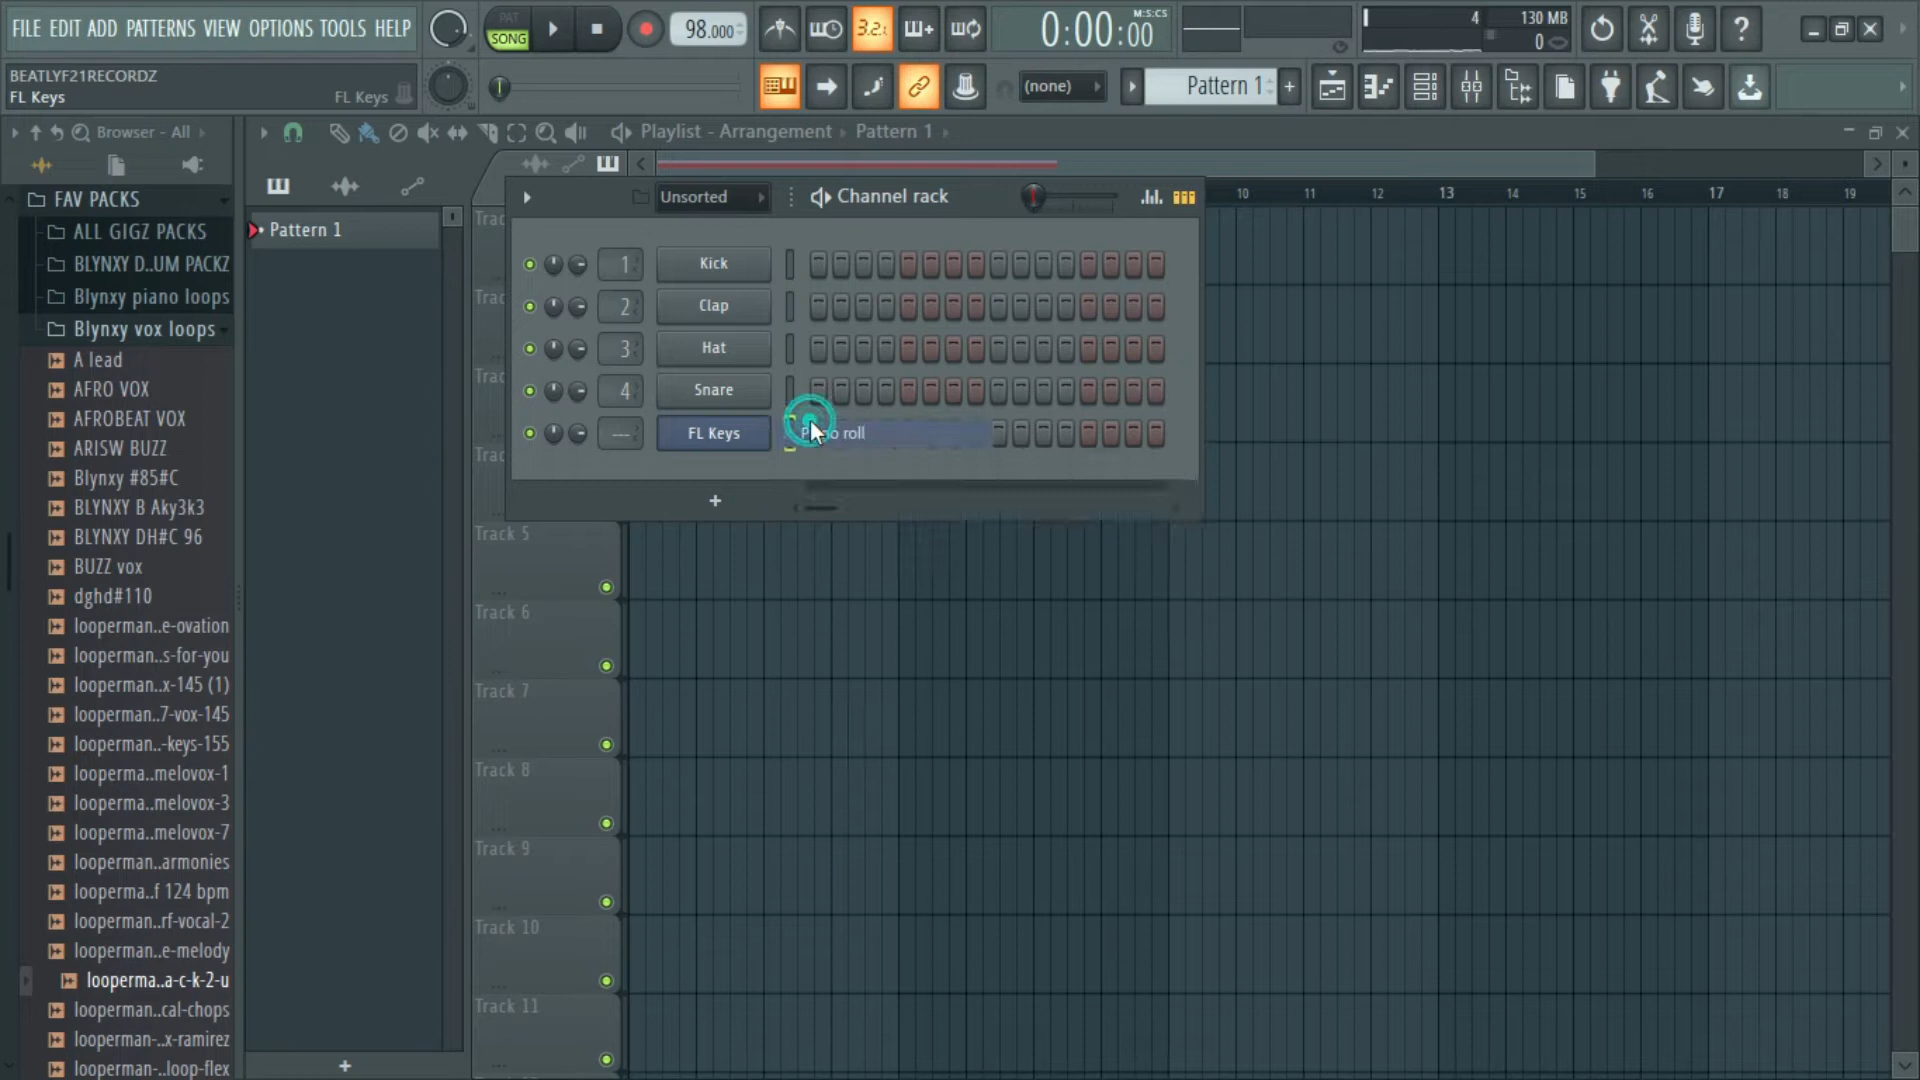 FILE EDIT ADD PATTERNS VIEW OPTIONS TOOLS HELP
PAT
SONG
98.000
3.2.
0:00:00
M:S:CS
4
130 MB
0
BEATLYF21RECORDZ
FL Keys
FL Keys
(none)
Pattern 1
Browser - All
Playlist - Arrangement
Pattern 1
FAV PACKS
ALL GIGZ PACKS
BLYNXY D..UM PACKZ
Blynxy piano loops
Blynxy vox loops
A lead
AFRO VOX
AFROBEAT VOX
ARISW BUZZ
Blynxy #85#C
BLYNXY B Aky3k3
BLYNXY DH#C 96
BUZZ vox
dghd#110
looperman..e-ovation
looperman..s-for-you
looperman..x-145 (1)
looperman..7-vox-145
looperman..-keys-155
looperma..melovox-1
looperma..melovox-3
looperma..melovox-7
looperman..armonies
looperma..f 124 bpm
looperman..rf-vocal-2
looperman..e-melody
looperma..a-c-k-2-u
looperman..cal-chops
looperman-..x-ramirez
looperman-..loop-flex
Pattern 1
Unsorted
Channel rack
1 Kick
2 Clap
3 Hat
4 Snare
--- FL Keys
roll
10 11 12 13 14 15 16 17 18 19
Track 5
Track 6
Track 7
Track 8
Track 9
Track 10
Track 11